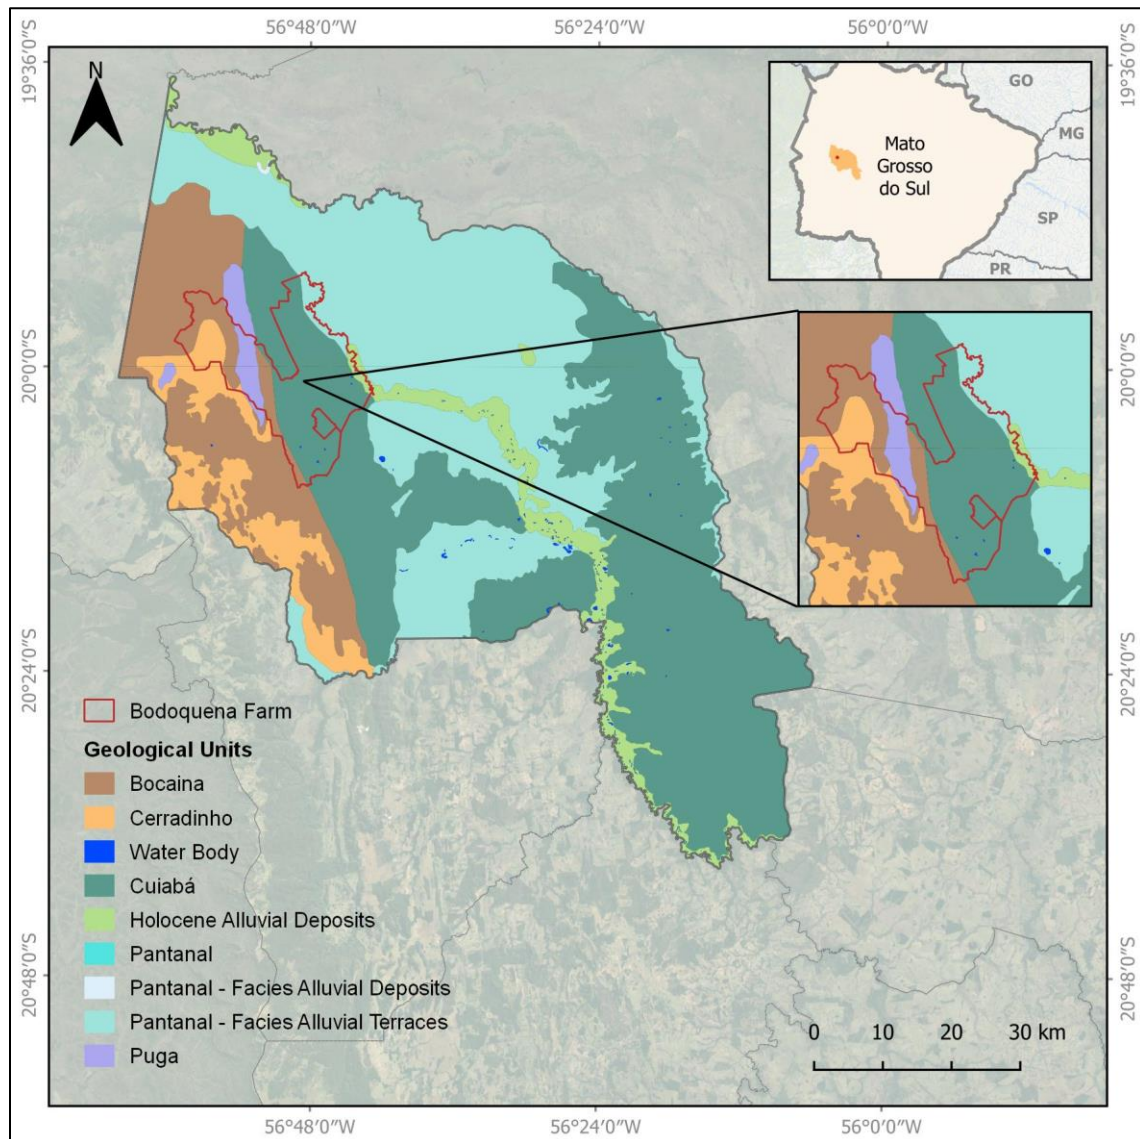 56°48'0"W 56°24'0"W 56°0'0"W
19°36'0"S
19°36'0"S
N
GO
MG
Mato
Grosso
do Sul
SP
PR
20°0'0"S
20°0'0"S
20°24'0"S
20°24'0"S
Bodoquena Farm
Geological Units
Bocaina
Cerradinho
Water Body
Cuiabá
Holocene Alluvial Deposits
Pantanal
Pantanal - Facies Alluvial Deposits
Pantanal - Facies Alluvial Terraces
Puga
20°48'0"S
20°48'0"S
0 10 20 30 km
56°48'0"W 56°24'0"W 56°0'0"W